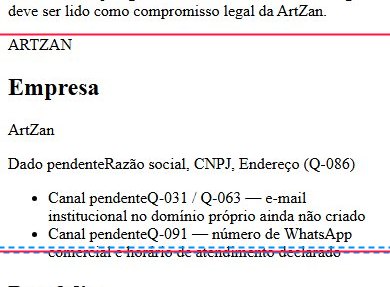 deve ser lido como compromisso legal da ArtZan.
ARTZAN
Empresa
ArtZan
Dado pendenteRazão social, CNPJ, Endereço (Q-086)
Canal pendenteQ-031 / Q-063 — e-mail
institucional no domínio próprio ainda não criado
Canal pendenteQ-091 — número de WhatsApp
comercial e horário de atendimento declarado